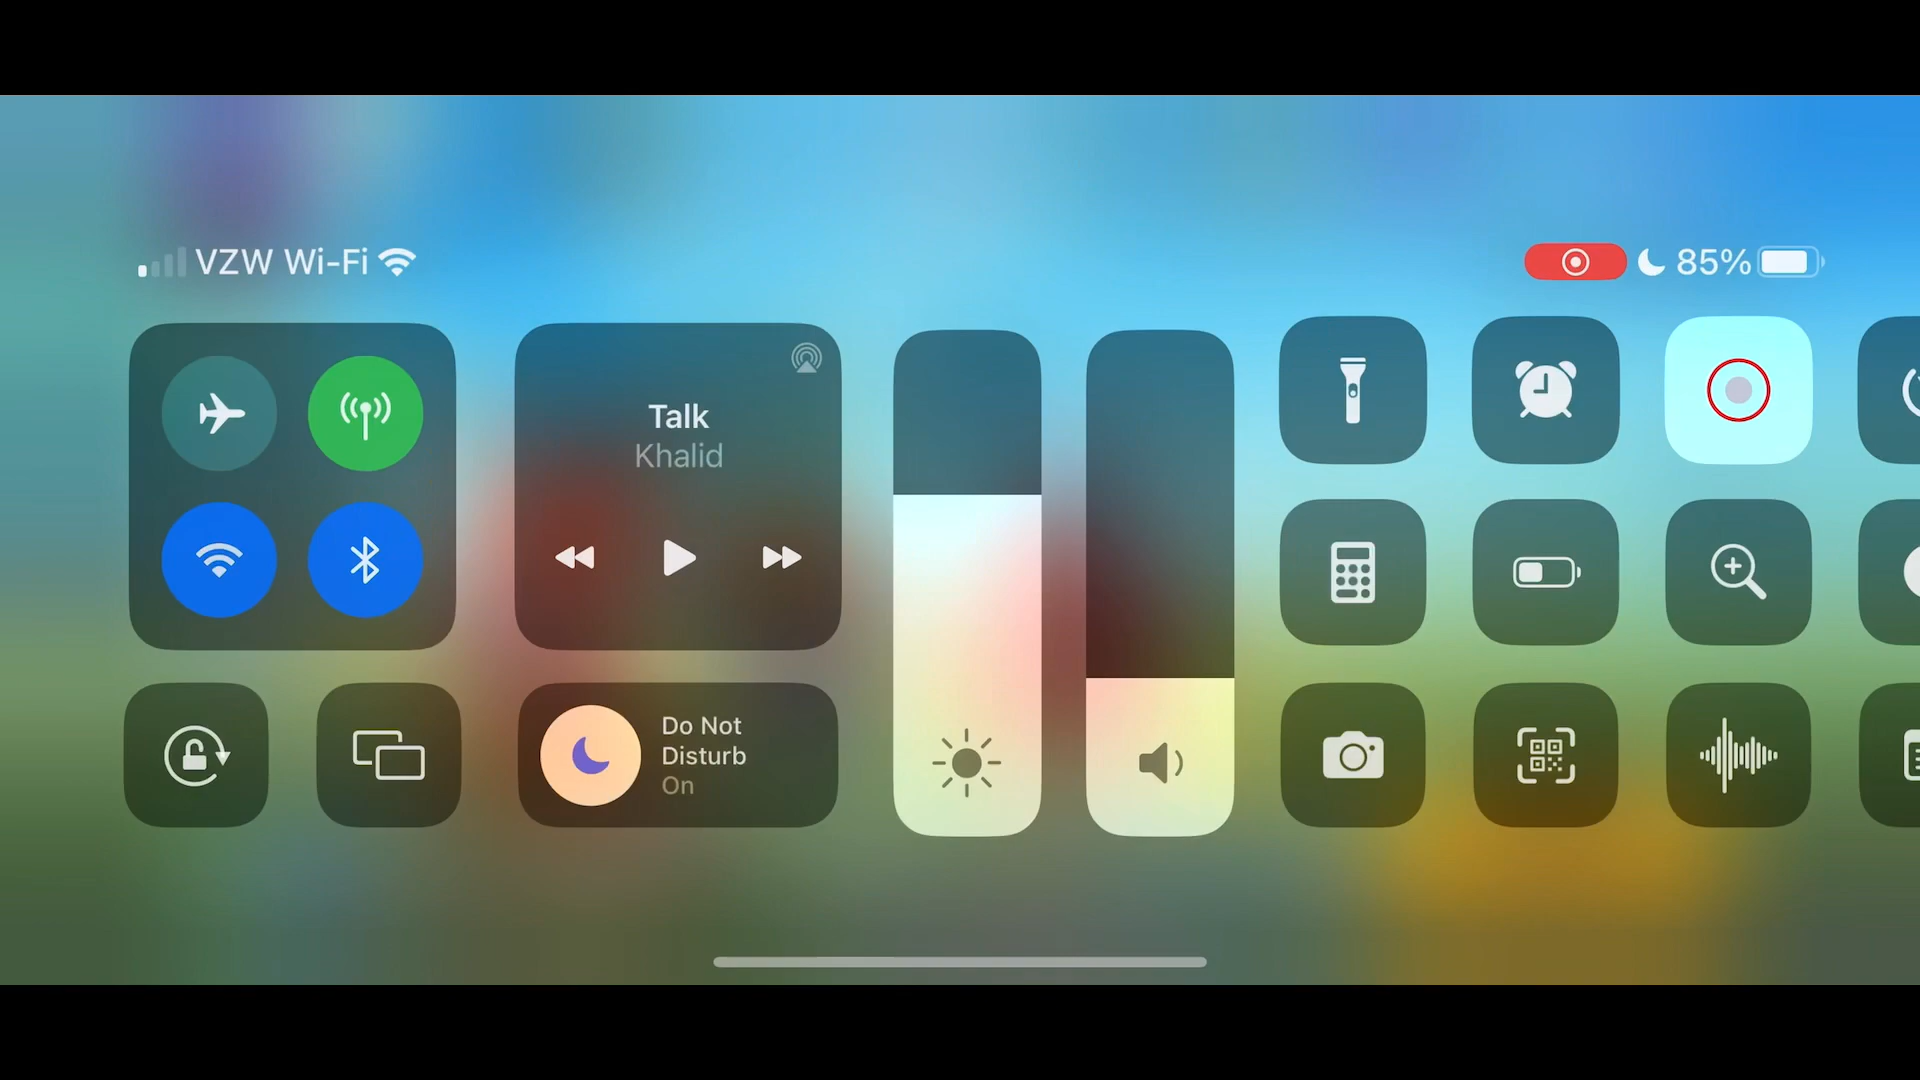 VZW Wi-Fi
85%
Talk
Khalid
Do Not
Disturb
On